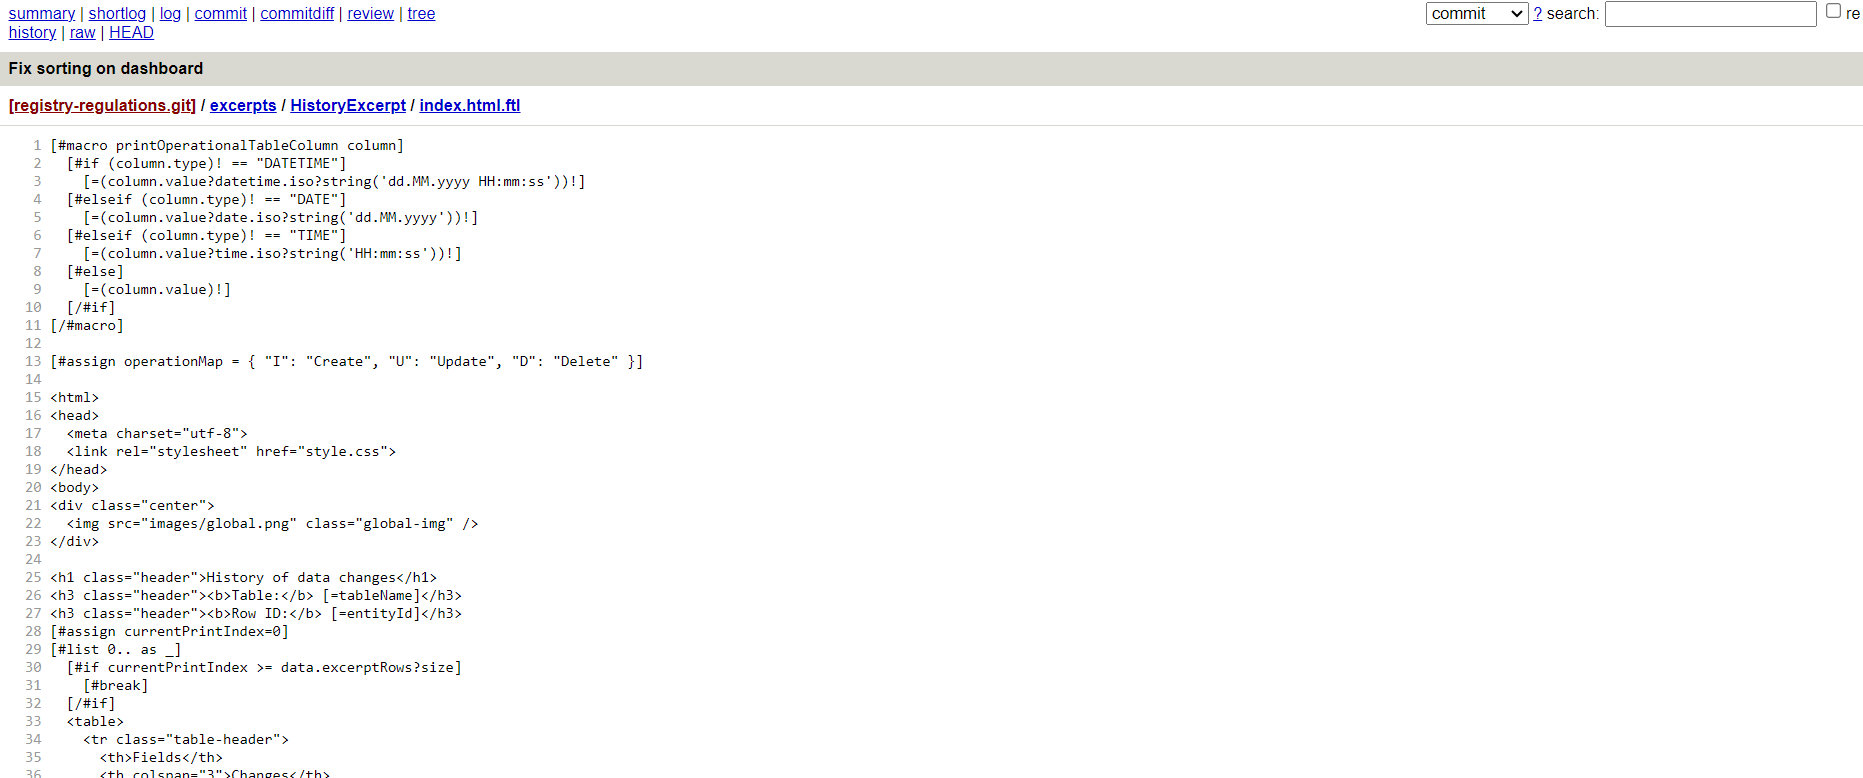 summary | shortlog | log | commit | commitdiff | review | tree
history | raw | HEAD
commit ? search: re
Fix sorting on dashboard
[registry-regulations.git] / excerpts / HistoryExcerpt / index.html.ftl
1 [#macro printOperationalTableColumn column]
2   [#if (column.type)! == "DATETIME"]
3     [=(column.value?datetime.iso?string('dd.MM.yyyy HH:mm:ss'))!]
4   [#elseif (column.type)! == "DATE"]
5     [=(column.value?date.iso?string('dd.MM.yyyy'))!]
6   [#elseif (column.type)! == "TIME"]
7     [=(column.value?time.iso?string('HH:mm:ss'))!]
8   [#else]
9     [=(column.value)!]
10   [/#if]
11 [/#macro]
12
13 [#assign operationMap = { "I": "Create", "U": "Update", "D": "Delete" }]
14
15 <html>
16 <head>
17   <meta charset="utf-8">
18   <link rel="stylesheet" href="style.css">
19 </head>
20 <body>
21 <div class="center">
22   <img src="images/global.png" class="global-img" />
23 </div>
24
25 <h1 class="header">History of data changes</h1>
26 <h3 class="header"><b>Table:</b> [=tableName]</h3>
27 <h3 class="header"><b>Row ID:</b> [=entityId]</h3>
28 [#assign currentPrintIndex=0]
29 [#list 0.. as _]
30   [#if currentPrintIndex >= data.excerptRows?size]
31     [#break]
32   [/#if]
33   <table>
34     <tr class="table-header">
35       <th>Fields</th>
36       <th colspan="3">Changes</th>